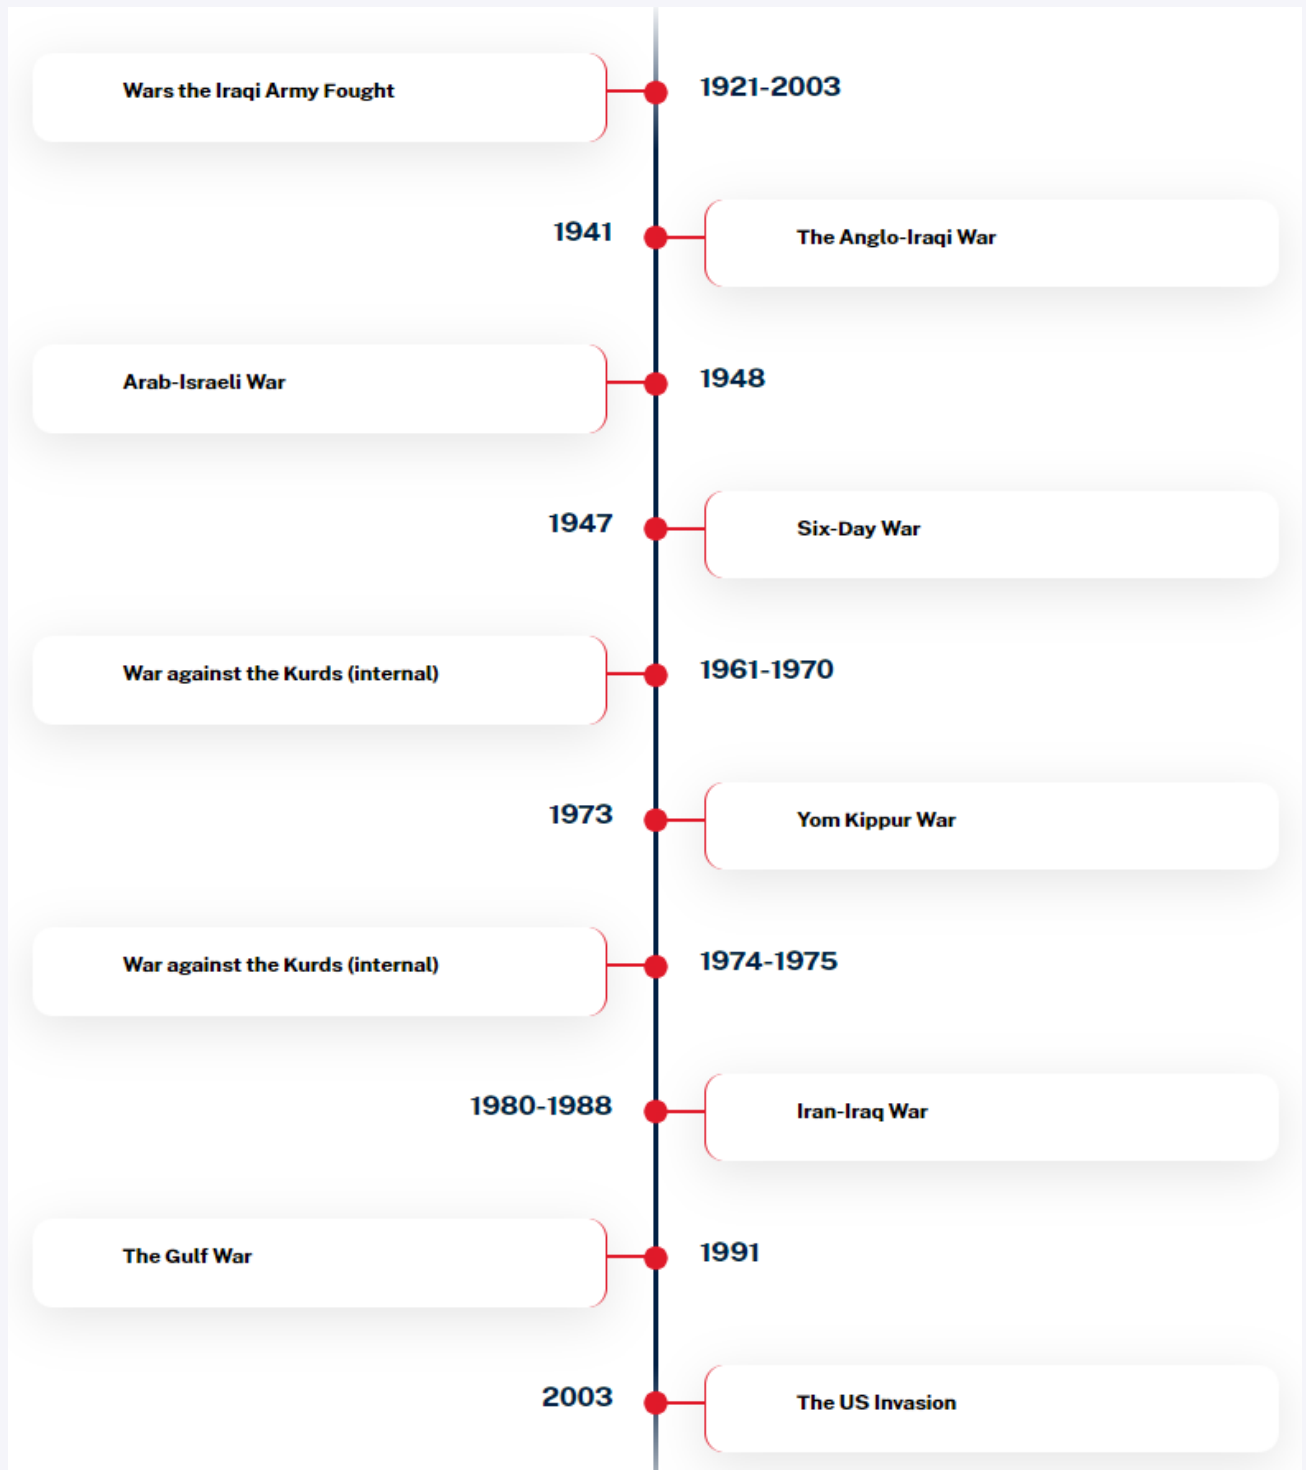 Wars the Iraqi Army Fought
1921-2003
1941
The Anglo-Iraqi War
Arab-Israeli War
1948
1947
Six-Day War
War against the Kurds (internal)
1961-1970
1973
Yom Kippur War
War against the Kurds (internal)
1974-1975
1980-1988
Iran-Iraq War
The Gulf War
1991
2003
The US Invasion